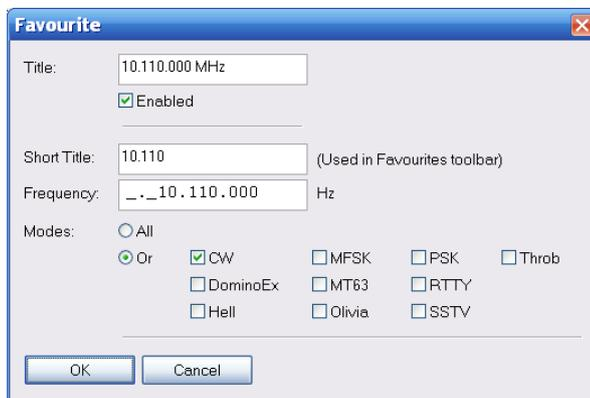 Favourite
Title: 10.110.000 MHz
Enabled
Short Title: 10.110 (Used in Favourites toolbar)
Frequency: _._10.110.000 Hz
Modes: All
Or CW MFSK PSK Throb
DominoEx MT63 RTTY
Hell Olivia SSTV
OK Cancel